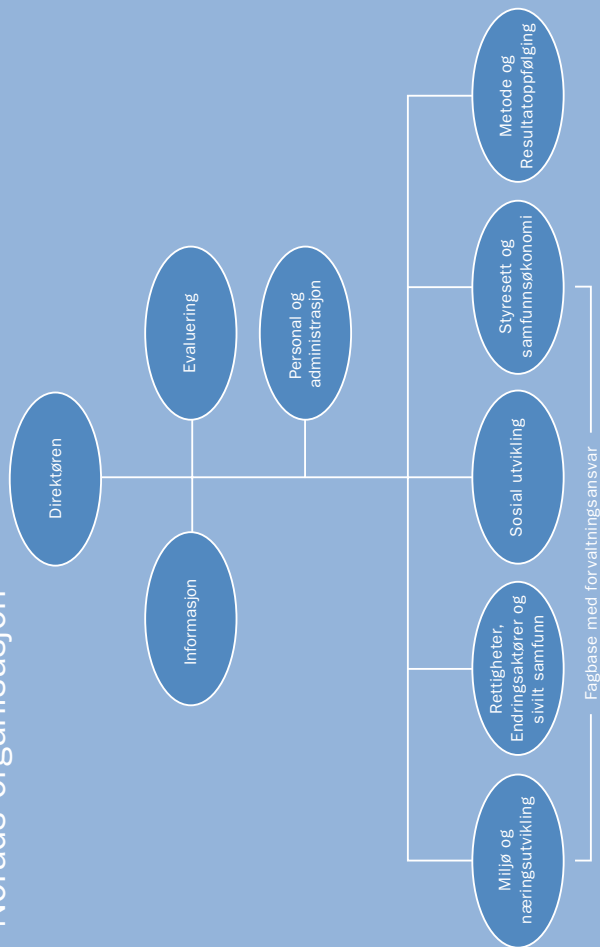 Norads organisasjon
Direktøren
Informasjon
Evaluering
Personal og
administrasjon
Miljø og
næringsutvikling
Rettigheter,
Endringsaktører og
sivilt samfunn
Sosial utvikling
Styresett og
samfunnsøkonomi
Metode og
Resultatoppfølging
Fagbase med forvaltningsansvar